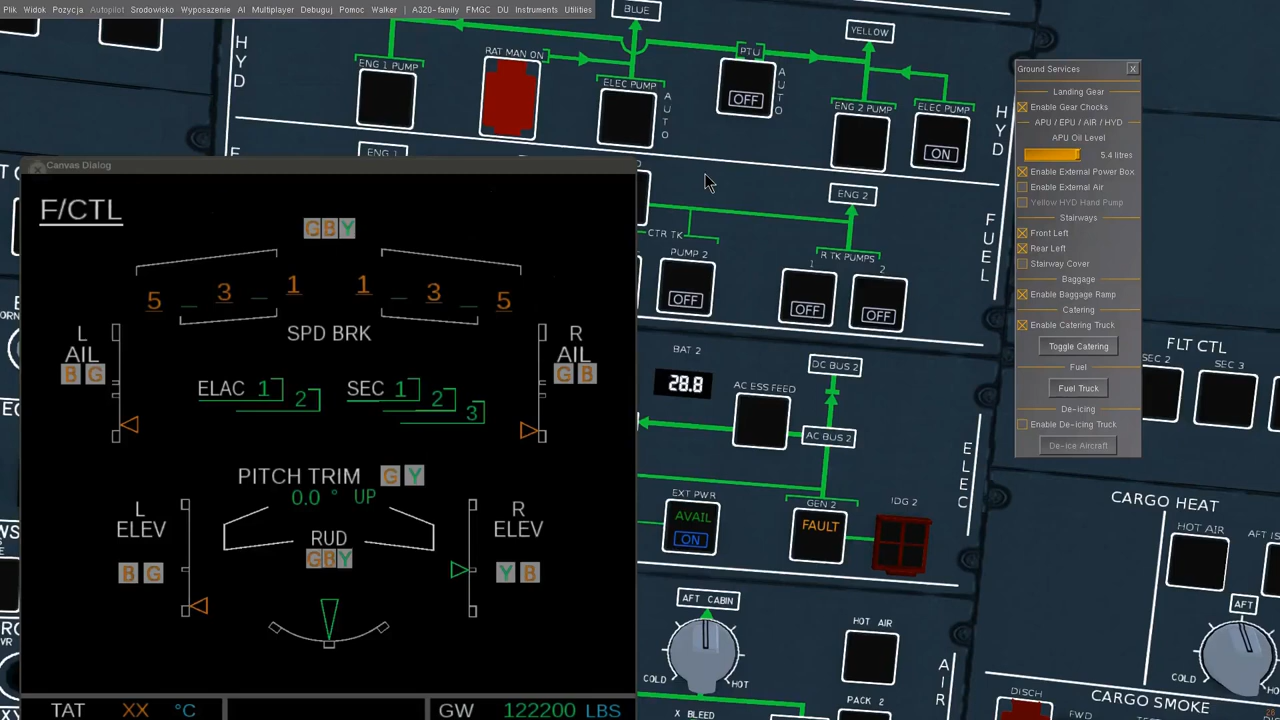 Plik Widok Pozycja Autopilot Środowisko Wyposażenie AI Multiplayer Debuguj Pomoc Walker | A320-family FMGC DU Instruments Utilities
BLUE
YELLOW
HYD
RAT MAN ON
PTU
ENG 1 PUMP
ELEC PUMP
AUTO
OFF
AUTO
ENG 2 PUMP
ELEC PUMP
ON
HYD
ENG 1
ENG 2
FUEL
CTR TK
PUMP 2
OFF
R TK PUMPS
1
2
OFF
OFF
BAT 2
28.8
DC BUS 2
AC ESS FEED
AC BUS 2
ELEC
EXT PWR
AVAIL
ON
GEN 2
FAULT
IDG 2
AFT CABIN
COLD
HOT
HOT AIR
PACK 2
X BLEED
AIR
FLT CTL
SEC 2
SEC 3
CARGO HEAT
HOT AIR
AFT IS
AFT
COLD
HO
CARGO SMOKE
DISCH
FWD
Canvas Dialog
F/CTL
G B Y
5 3 1 1 3 5
SPD BRK
L
AIL
B G
R
AIL
G B
ELAC 1 2
SEC 1 2 3
PITCH TRIM G Y
0.0 ° UP
L
ELEV
B G
R
ELEV
Y B
RUD
G B Y
TAT XX °C
GW 122200 LBS
Ground Services
X
Landing Gear
Enable Gear Chocks
APU / EPU / AIR / HYD
APU Oil Level
5.4 litres
Enable External Power Box
Enable External Air
Yellow HYD Hand Pump
Stairways
Front Left
Rear Left
Stairway Cover
Baggage
Enable Baggage Ramp
Catering
Enable Catering Truck
Toggle Catering
Fuel
Fuel Truck
De-icing
Enable De-icing Truck
De-ice Aircraft